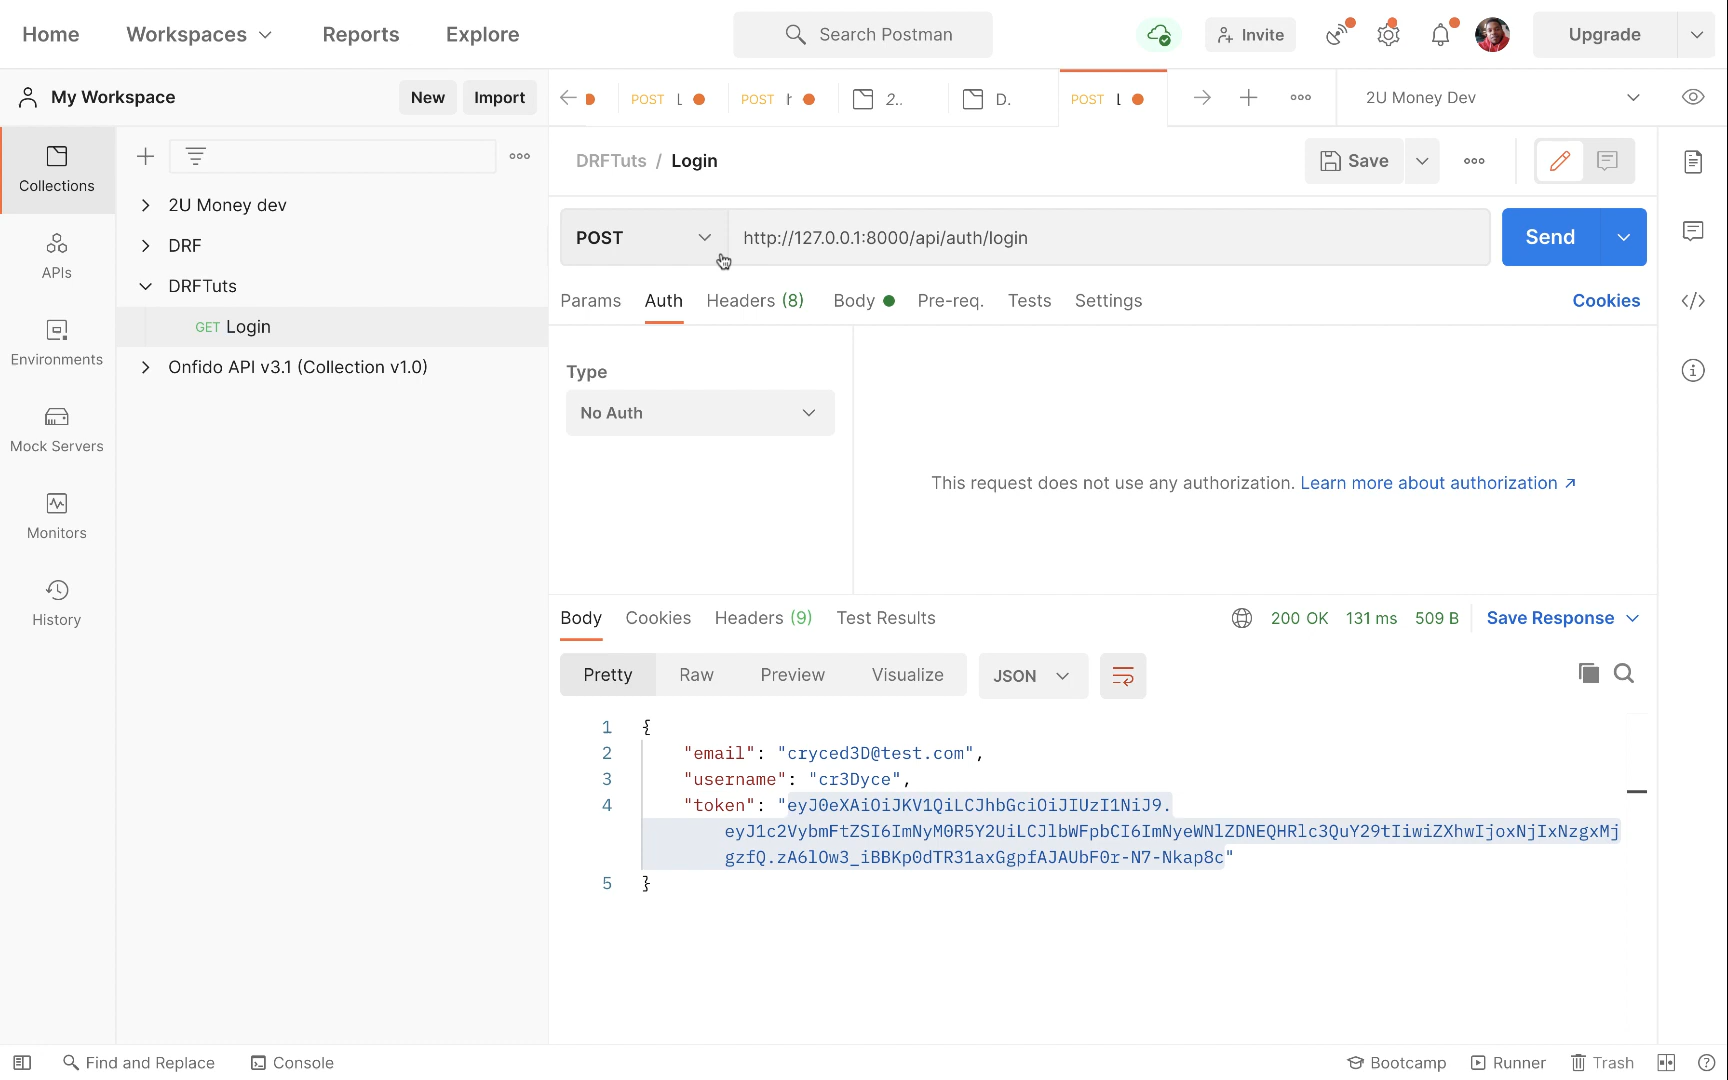 Home
Workspaces
Reports
Explore
Search Postman
Invite
Upgrade
My Workspace
New
Import
POST L
POST
2..
D.
POST L
2U Money Dev
Collections
APIs
Environments
Mock Servers
Monitors
History
2U Money dev
DRF
DRFTuts
GET Login
Onfido API v3.1 (Collection v1.0)
DRFTuts / Login
Save
POST
http://127.0.0.1:8000/api/auth/login
Send
Params
Auth
Headers (8)
Body
Pre-req.
Tests
Settings
Cookies
Type
No Auth
This request does not use any authorization. Learn more about authorization ↗
Body
Cookies
Headers (9)
Test Results
200 OK
131 ms
509 B
Save Response
Pretty
Raw
Preview
Visualize
JSON
1 {
2 "email": "cryced3D@test.com",
3 "username": "cr3Dyce",
4 "token": "eyJ0eXAiOiJKV1QiLCJhbGciOiJIUzI1NiJ9.
eyJ1c2VybmFtZSI6ImNyM0R5Y2UiLCJlbWFpbCI6ImNyeWNlZDNEQHRlc3QuY29tIiwiZXhwIjoxNjIxNzgxMj
gzfQ.zA6lOw3_iBBKp0dTR31axGgpfAJAUbF0r-N7-Nkap8c"
5 }
Find and Replace
Console
Bootcamp
Runner
Trash